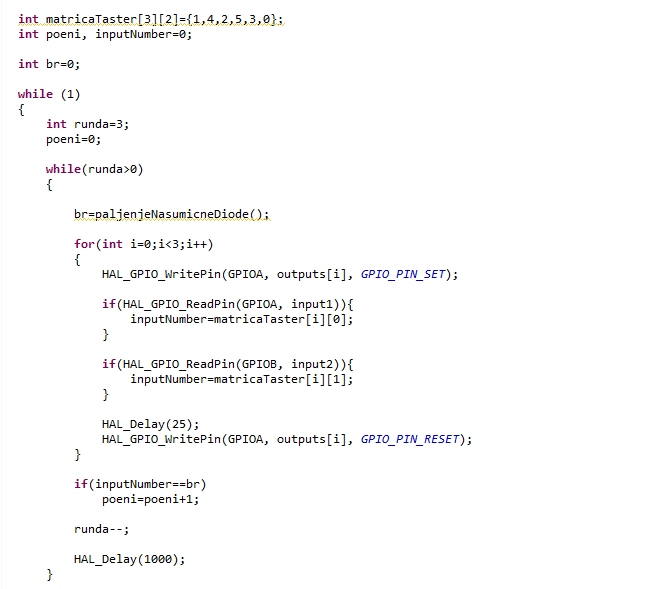 int matricaTaster[3][2]={1,4,2,5,3,0};
int poeni, inputNumber=0;
int br=0;
while (1)
{
int runda=3;
poeni=0;
while(runda>0)
{
br=paljenjeNasumicneDiode();
for(int i=0;i<3;i++)
{
HAL_GPIO_WritePin(GPIOA, outputs[i], GPIO_PIN_SET);
if(HAL_GPIO_ReadPin(GPIOA, input1)){
inputNumber=matricaTaster[i][0];
}
if(HAL_GPIO_ReadPin(GPIOB, input2)){
inputNumber=matricaTaster[i][1];
}
HAL_Delay(25);
HAL_GPIO_WritePin(GPIOA, outputs[i], GPIO_PIN_RESET);
}
if(inputNumber==br)
poeni=poeni+1;
runda--;
HAL_Delay(1000);
}